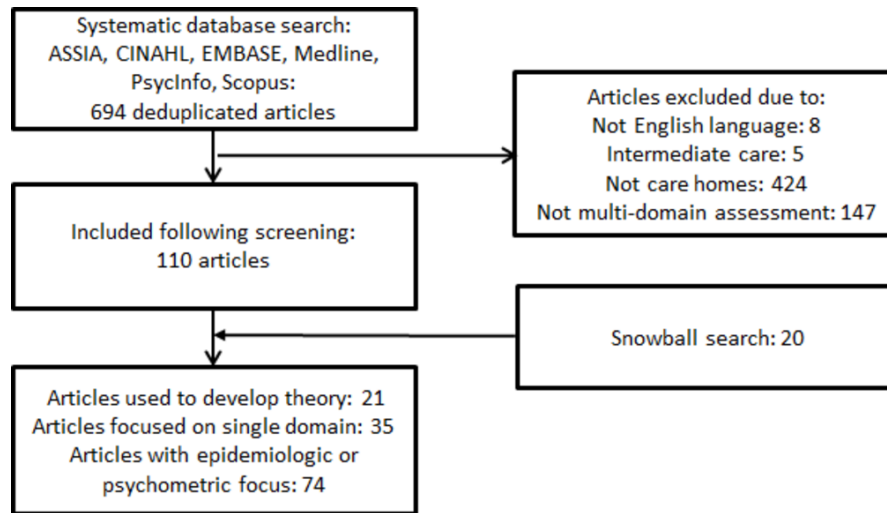 Systematic database search:
ASSIA, CINAHL, EMBASE, Medline,
PsycInfo, Scopus:
694 deduplicated articles
Articles excluded due to:
Not English language: 8
Intermediate care: 5
Not care homes: 424
Not multi-domain assessment: 147
Included following screening:
110 articles
Snowball search: 20
Articles used to develop theory: 21
Articles focused on single domain: 35
Articles with epidemiologic or
psychometric focus: 74